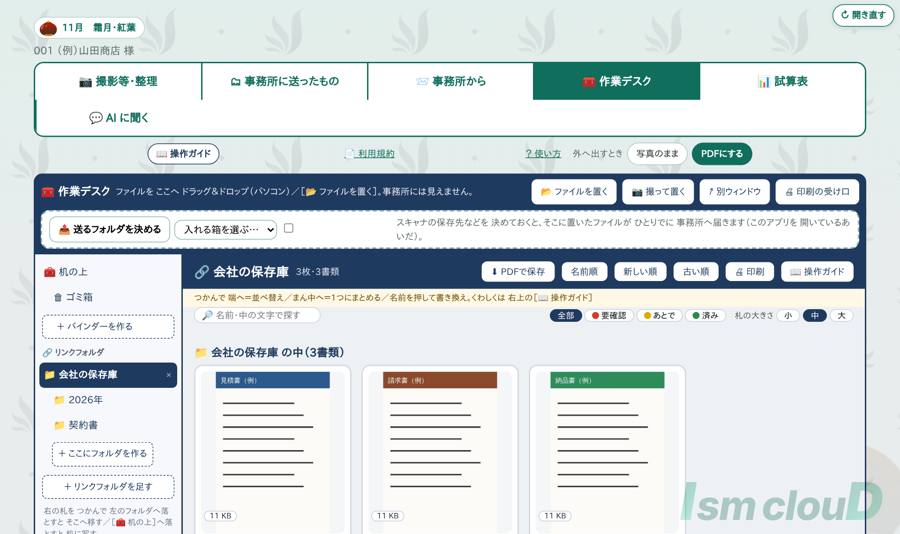 11月　霜月･紅葉
開き直す
001 (例)山田商店 様
撮影等･整理
事務所に送ったもの
事務所から
作業デスク
試算表
AI に聞く
操作ガイド
利用規約
? 使い方
外へ出すとき
写真のまま
PDFにする
作業デスク
ファイルを ここへ ドラッグ&ドロップ(パソコン)／[📂 ファイルを置く]｡事務所には見えません｡
ファイルを置く
撮って置く
別ウィンドウ
印刷の受け口
送るフォルダを決める
入れる箱を選ぶ…
スキャナの保存先などを 決めておくと､そこに置いたファイルが ひとりでに 事務所へ届きます(このアプリを 開いているあ
いだ)｡
机の上
ゴミ箱
＋ バインダーを作る
リンクフォルダ
会社の保存庫 ×
2026年
契約書
＋ ここにフォルダを作る
＋ リンクフォルダを足す
右の札を つかんで 左のフォルダへ落
とすと そこへ移す／[🧰 机の上]へ落
とすと 机に写す
会社の保存庫
3枚･3書類
⬇ PDFで保存
名前順
新しい順
古い順
印刷
操作ガイド
つかんで 端へ=並べ替え／まん中へ=1つにまとめる／名前を押して書き換え｡くわしくは 右上の[📖 操作ガイド]
名前･中の文字で探す
全部
要確認
あとで
済み
札の大きさ
小
中
大
会社の保存庫 の中(3書類)
見積書（例）
請求書（例）
納品書（例）
11 KB
11 KB
11 KB
Ism clouD